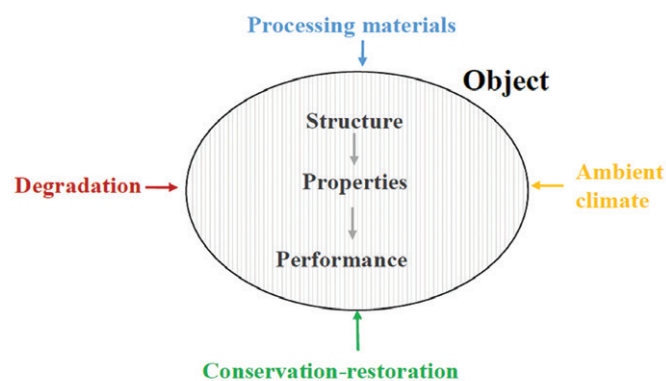 Processing materials
Object
Structure
Degradation
Properties
Ambient
climate
Performance
Conservation-restoration